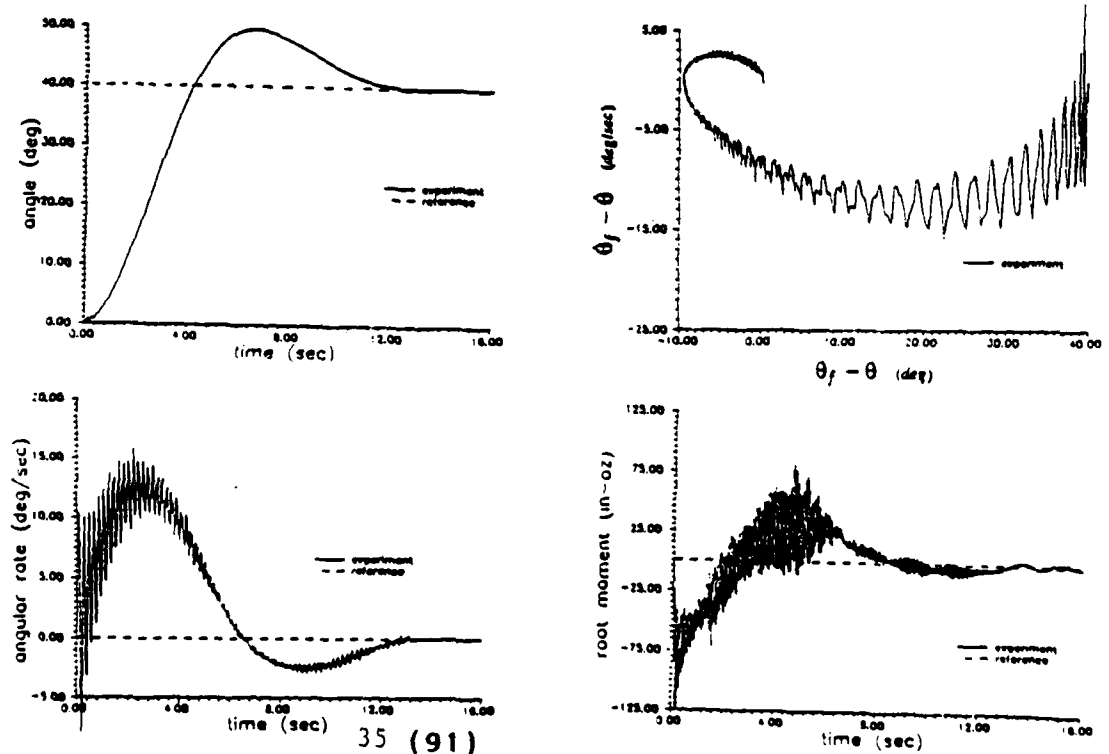 50.00
40.00
30.00
20.00
10.00
0.00
angle (deg)
0.00 4.00 8.00 12.00 16.00
time (sec)
experiment
reference
5.00
-5.00
-15.00
-25.00
θ̇f − θ̇ (deg/sec)
-10.00 0.00 10.00 20.00 30.00 40.00
θf − θ (deg)
experiment
20.00
15.00
10.00
5.00
0.00
-5.00
angular rate (deg/sec)
0.00 4.00 8.00 12.00 16.00
time (sec)
experiment
reference
125.00
75.00
25.00
-25.00
-75.00
-125.00
root moment (in-oz)
0.00 4.00 8.00 12.00 16.00
time (sec)
experiment
reference
35 (91)